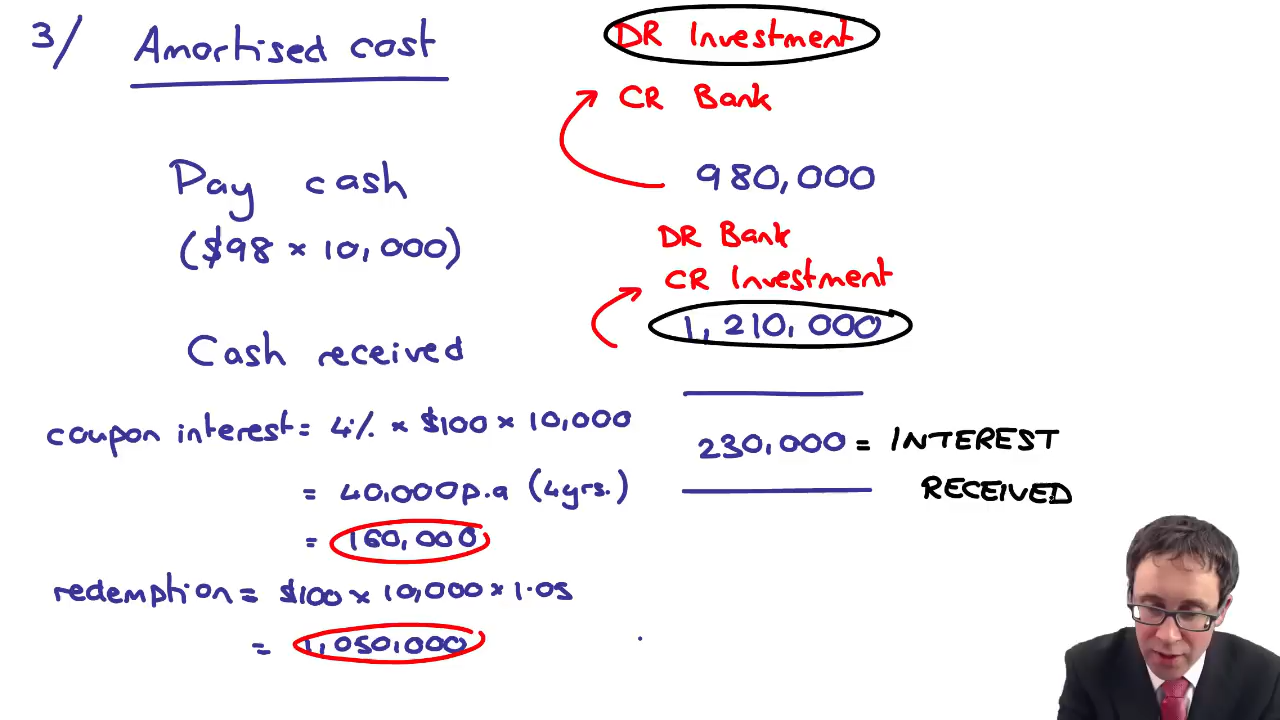 3/ Amortised cost
DR Investment
CR Bank
Pay cash
980,000
($98 × 10,000)
DR Bank
CR Investment
1,210,000
Cash received
coupon interest = 4% × $100 × 10,000
= 40,000 p.a (4yrs.)
= 160,000
230,000 = INTEREST
RECEIVED
redemption = $100 × 10,000 × 1.05
= 1,050,000